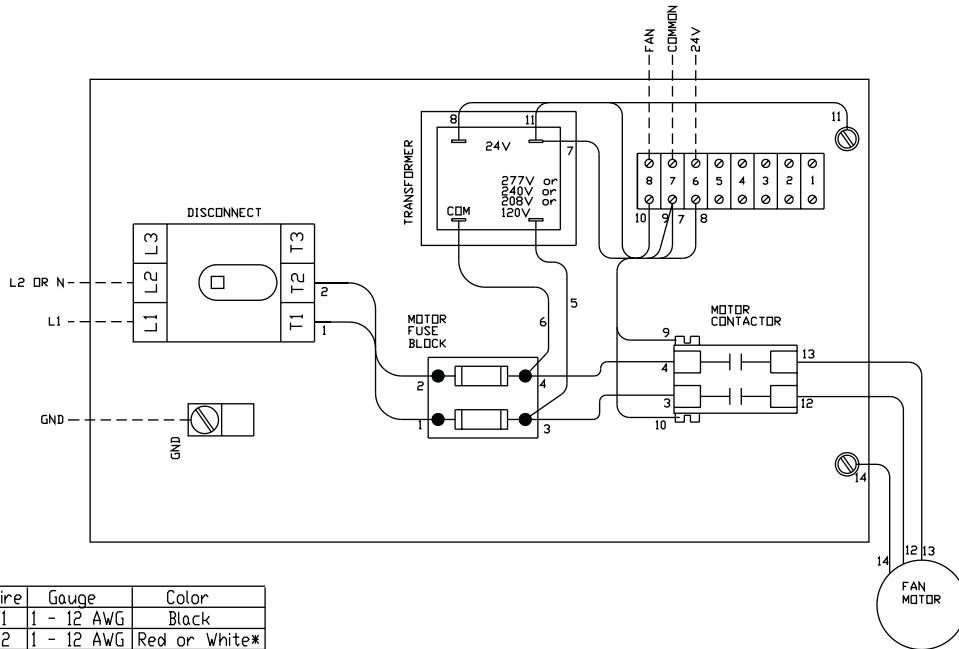 FAN
COMMON
24V
8
11
11
TRANSFORMER
24V
7
277V or
240V or
208V or
120V
COM
8 7 6 5 4 3 2 1
10 9 7 8
DISCONNECT
L3
T3
L2 OR N
L2
T2
2
L1
L1
T1
1
5
6
MOTOR
FUSE
BLOCK
MOTOR
CONTACTOR
9
2
4
4
13
1
3
3
12
10
GND
GND
14
14
12
13
FAN
MOTOR
ire Gauge Color
1 1 - 12 AWG Black
2 1 - 12 AWG Red or White*